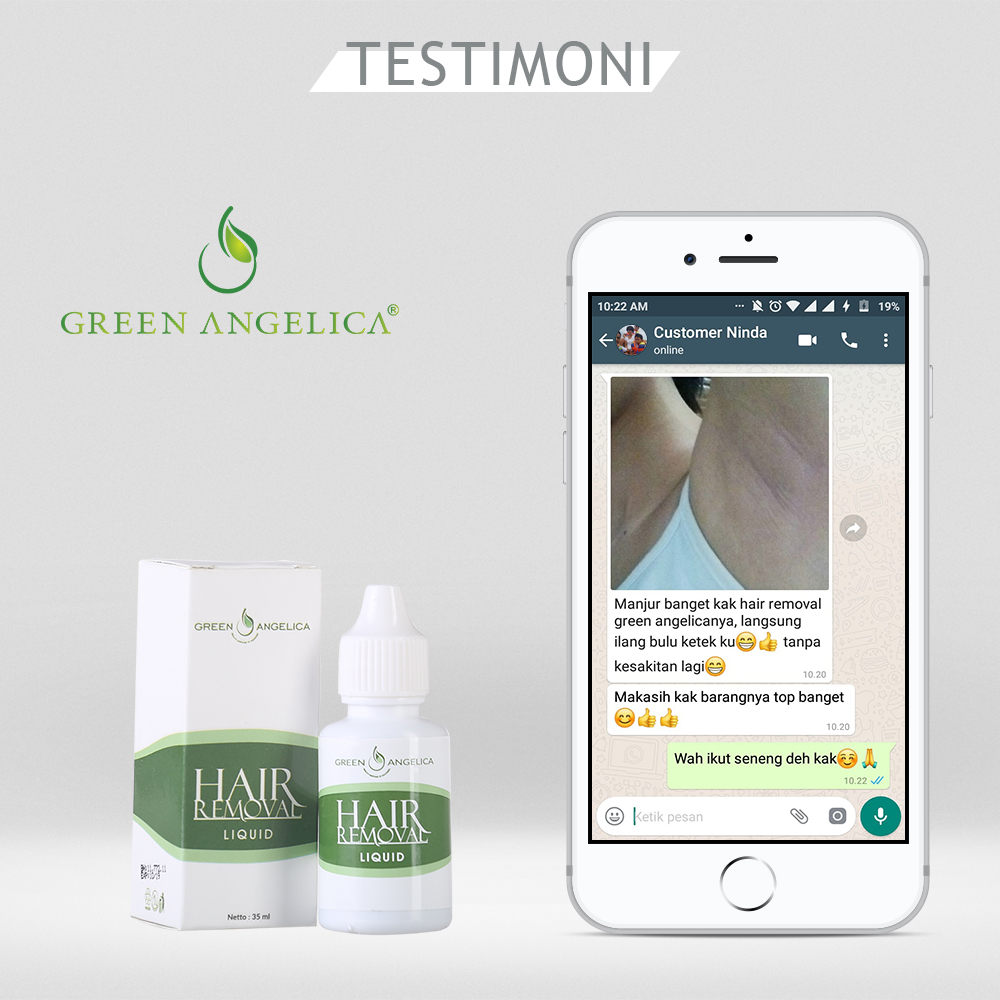 TESTIMONI
GREEN ANGELICA®
GREEN ANGELICA
HAIR
REMOVAL
LIQUID
Netto : 35 ml
GREEN ANGELICA
HAIR
REMOVAL
LIQUID
10:22 AM
19%
Customer Ninda
online
Manjur banget kak hair removal
green angelicanya, langsung
ilang bulu ketek ku😁👍 tanpa
kesakitan lagi😁
10.20
Makasih kak barangnya top banget
😊👍👍
10.20
Wah ikut seneng deh kak☺️🙏
10.22
Ketik pesan